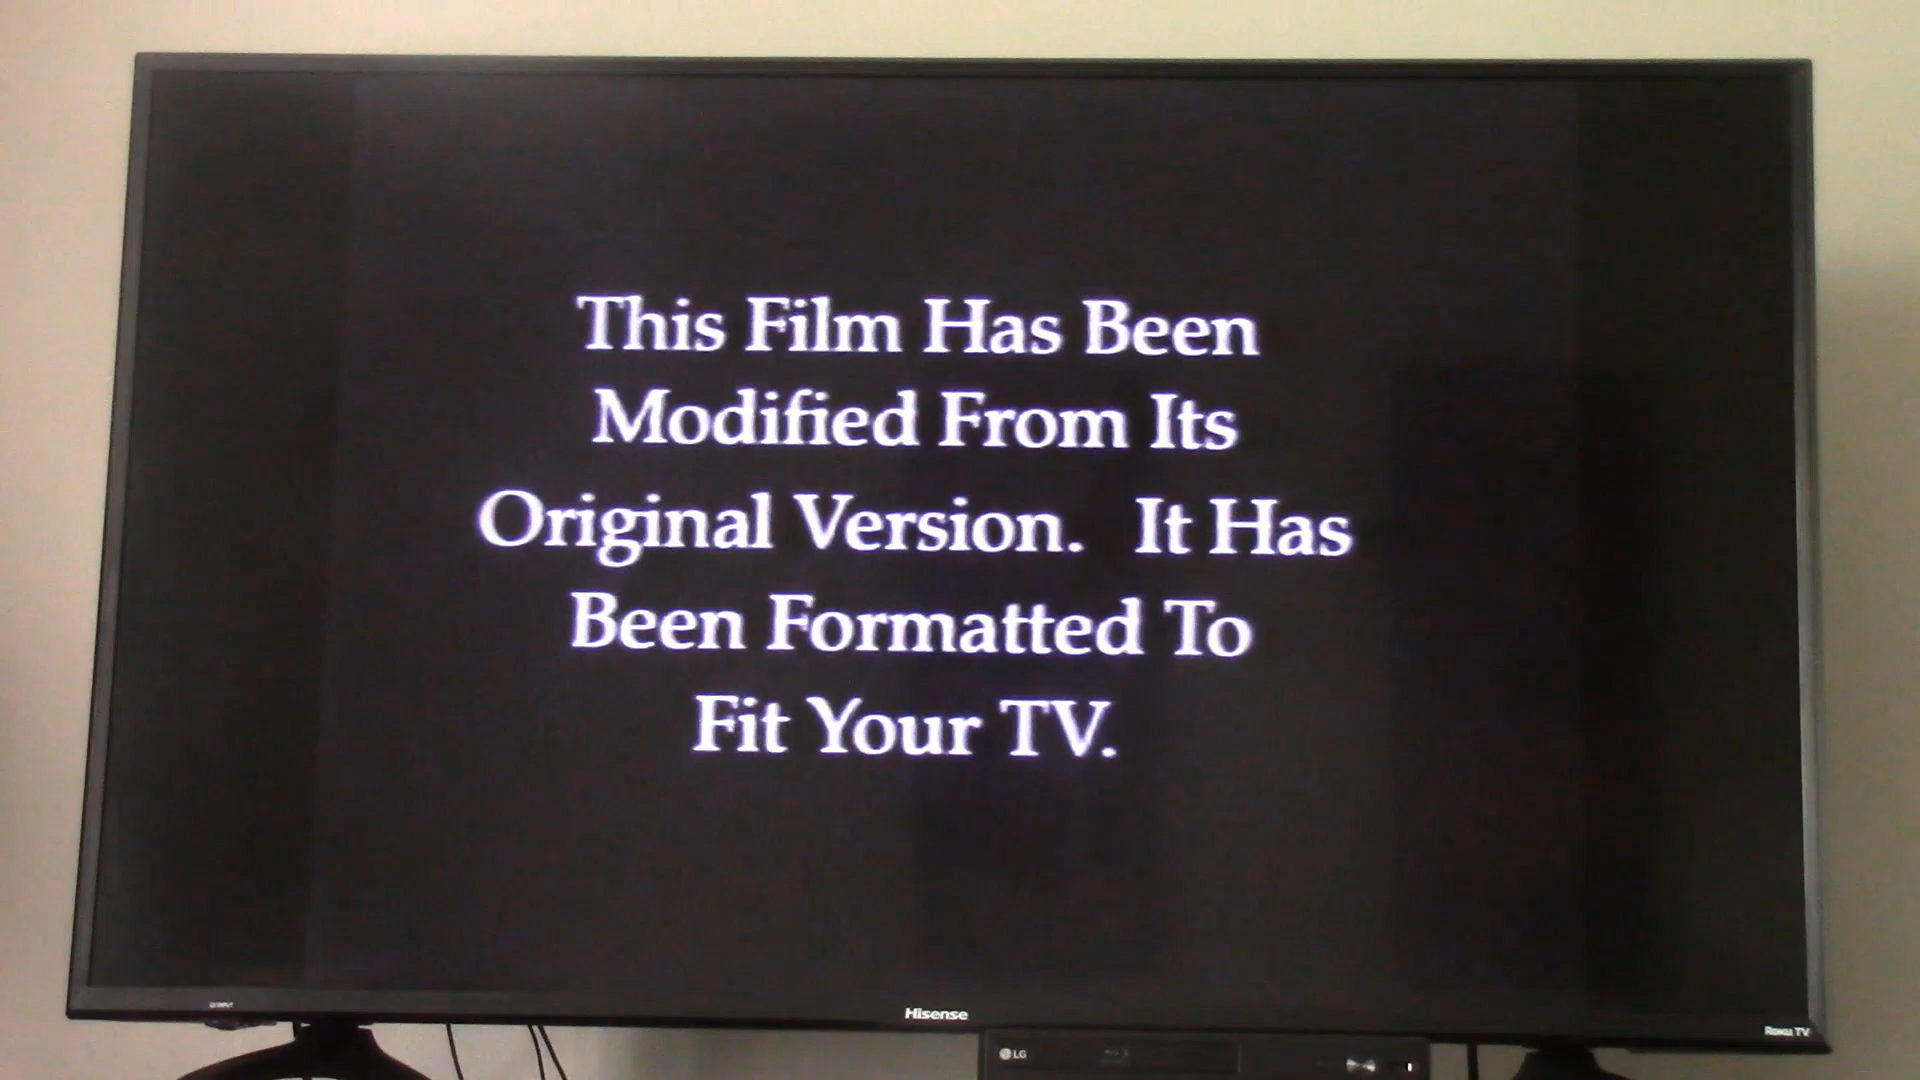 This Film Has Been
Modified From Its
Original Version. It Has
Been Formatted To
Fit Your TV.
Hisense
Roku TV
LG